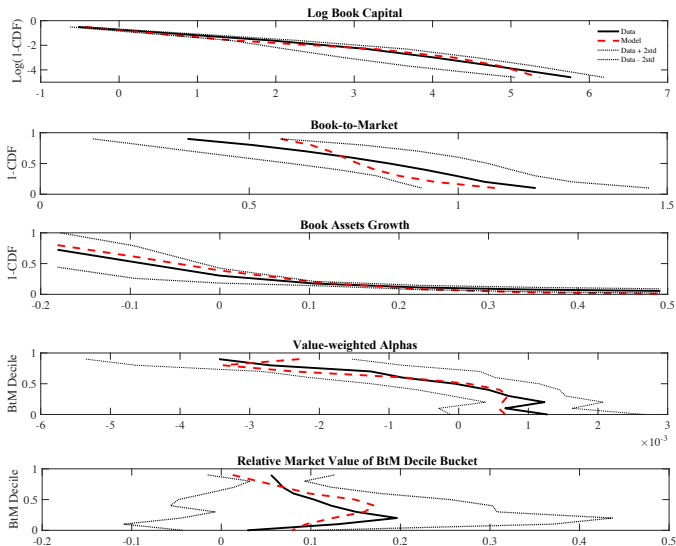 Log Book Capital
Log(1-CDF)
0
-2
-4
Data
Model
Data + 2std
Data - 2std
-1 0 1 2 3 4 5 6 7
Book-to-Market
1-CDF
1
0.5
0
0 0.5 1 1.5
Book Assets Growth
1-CDF
1
0.5
0
-0.2 -0.1 0 0.1 0.2 0.3 0.4 0.5
Value-weighted Alphas
BtM Decile
1
0.5
0
-6 -5 -4 -3 -2 -1 0 1 2 3
×10⁻³
Relative Market Value of BtM Decile Bucket
BtM Decile
1
0.5
0
-0.2 -0.1 0 0.1 0.2 0.3 0.4 0.5